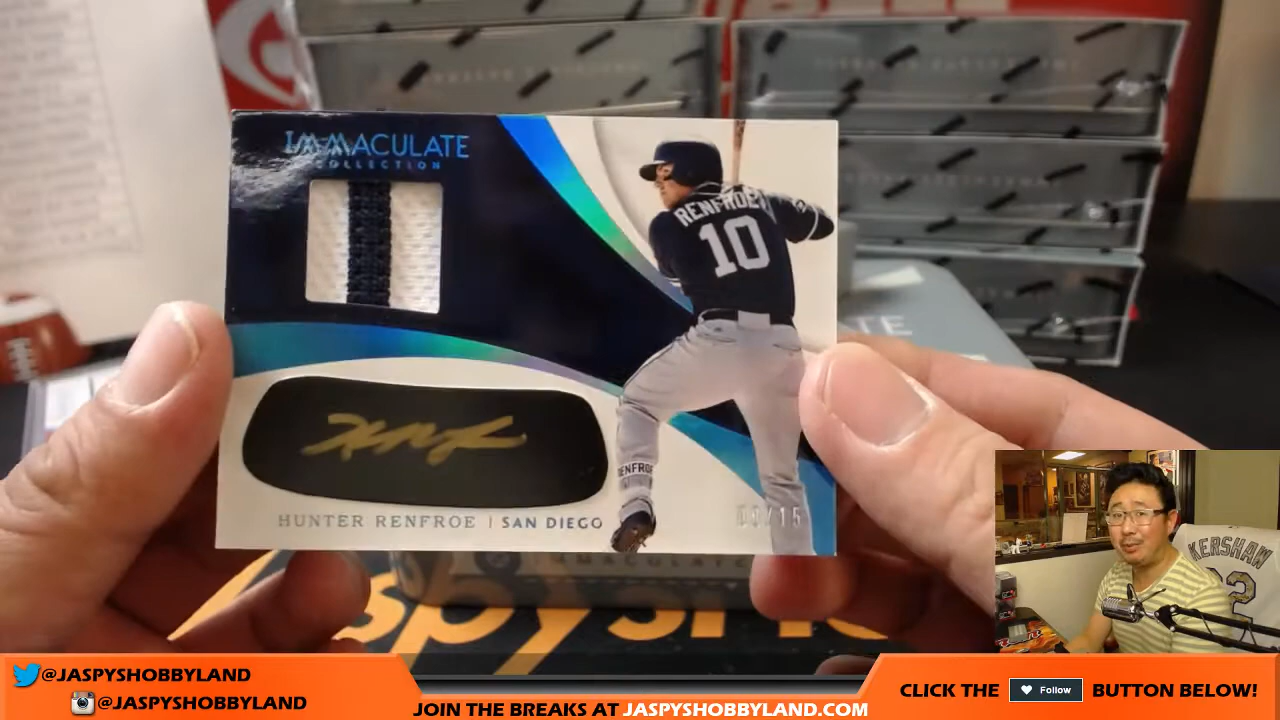 IMMACULATE
COLLECTION
RENFROE
10
RENFROE
HUNTER RENFROE | SAN DIEGO
KERSHAW
@JASPYSHOBBYLAND
@JASPYSHOBBYLAND
JOIN THE BREAKS AT JASPYSHOBBYLAND.COM
CLICK THE Follow BUTTON BELOW!